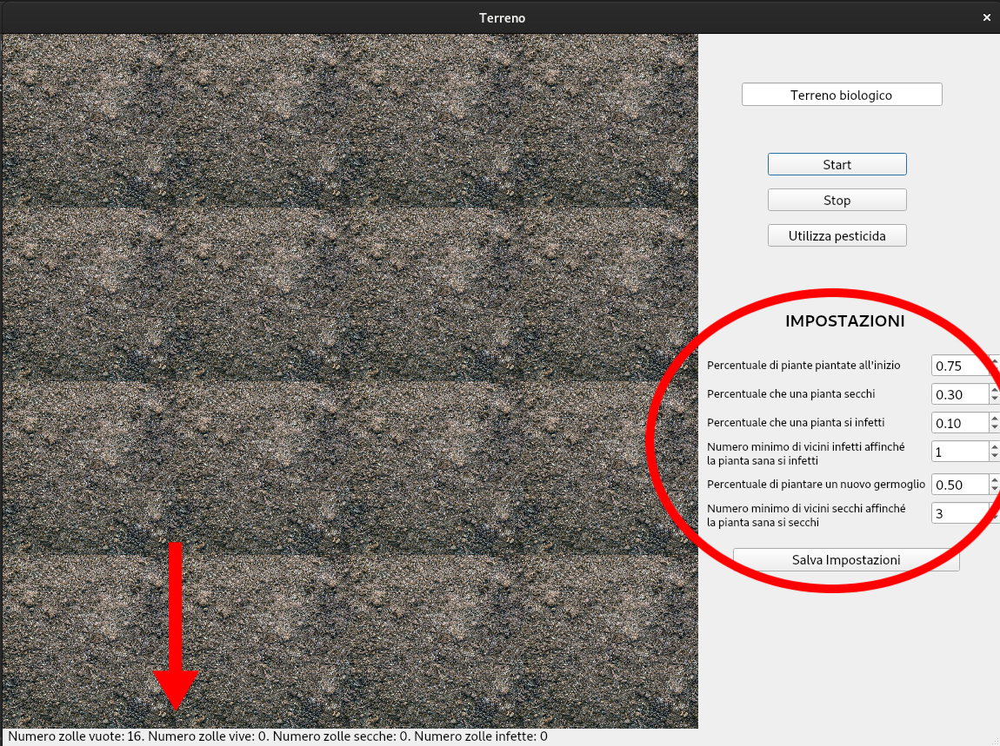 Terreno
Terreno biologico
Start
Stop
Utilizza pesticida
IMPOSTAZIONI
Percentuale di piante piantate all'inizio 0.75
Percentuale che una pianta secchi 0.30
Percentuale che una pianta si infetti 0.10
Numero minimo di vicini infetti affinché
la pianta sana si infetti 1
Percentuale di piantare un nuovo germoglio 0.50
Numero minimo di vicini secchi affinché
la pianta sana si secchi 3
Salva Impostazioni
Numero zolle vuote: 16. Numero zolle vive: 0. Numero zolle secche: 0. Numero zolle infette: 0